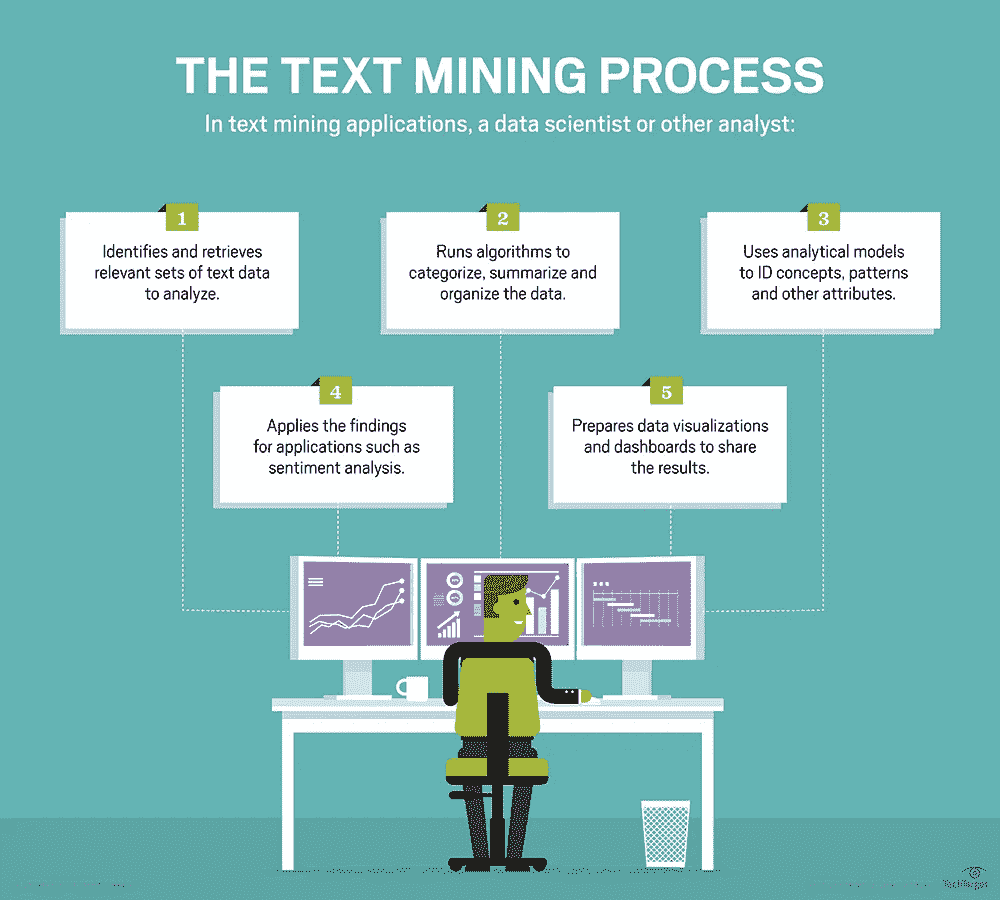 THE TEXT MINING PROCESS
In text mining applications, a data scientist or other analyst:
1
Identifies and retrieves
relevant sets of text data
to analyze.
2
Runs algorithms to
categorize, summarize and
organize the data.
3
Uses analytical models
to ID concepts, patterns
and other attributes.
4
Applies the findings
for applications such as
sentiment analysis.
5
Prepares data visualizations
and dashboards to share
the results.
TechTarget